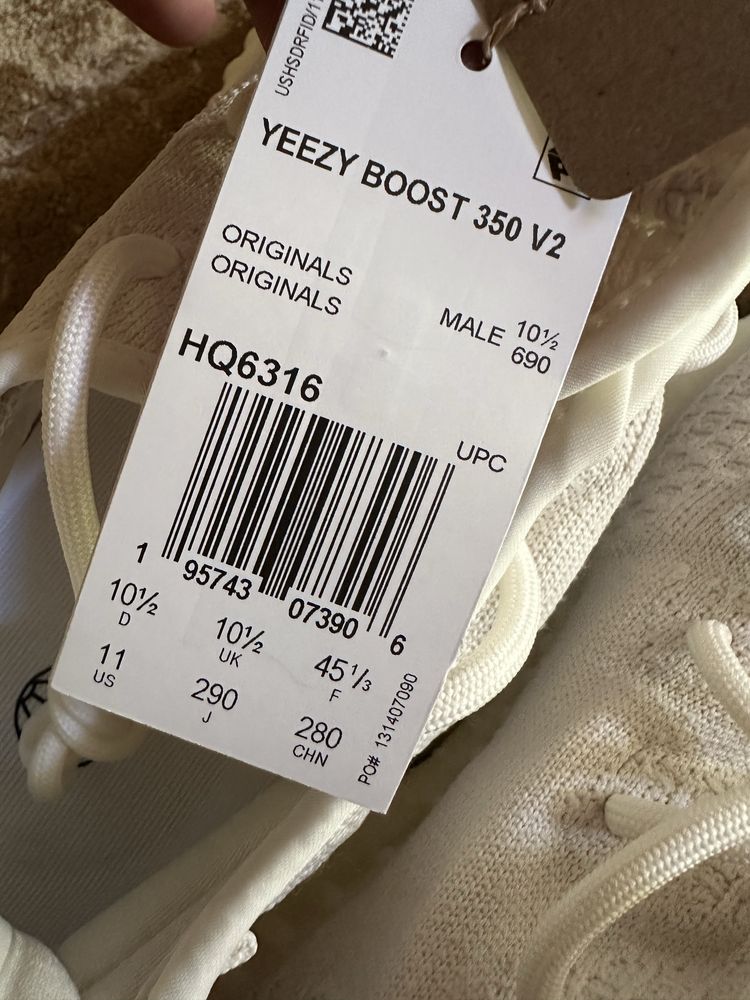 USHSDRFID/1
YEEZY BOOST 350 V2
ORIGINALS
ORIGINALS
MALE 10½
690
HQ6316
UPC
1 95743 07390 6
10½ 10½ 45⅓
D UK F
11 290 280
US J CHN
PO# 131407090